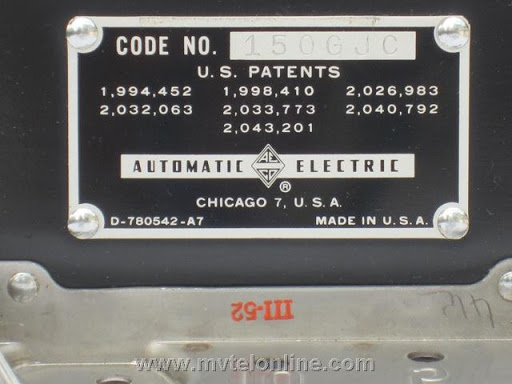 CODE NO. 150GJC
U.S. PATENTS
1,994,452 1,998,410 2,026,983
2,032,063 2,033,773 2,040,792
2,043,201
AUTOMATIC AE CO ELECTRIC
®
CHICAGO 7, U.S.A.
D-780542-A7 MADE IN U.S.A.
III-52
www.mvtelonline.com